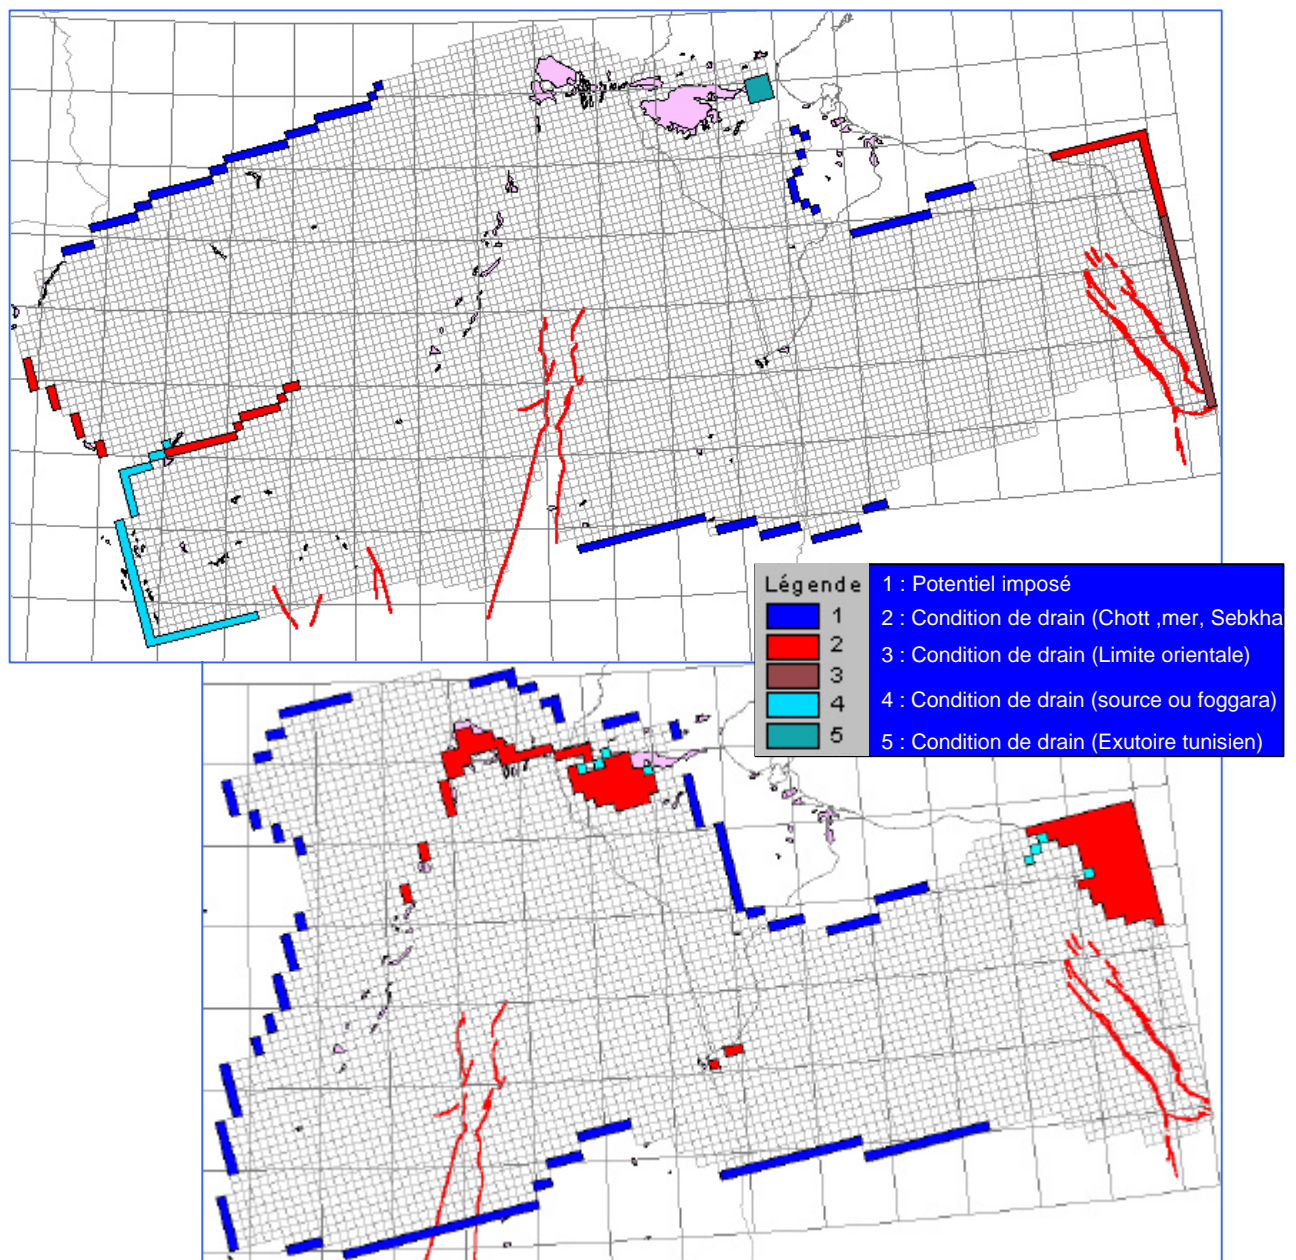 Légende
1
2
3
4
5
1 : Potentiel imposé
2 : Condition de drain (Chott ,mer, Sebkha
3 : Condition de drain (Limite orientale)
4 : Condition de drain (source ou foggara)
5 : Condition de drain (Exutoire tunisien)